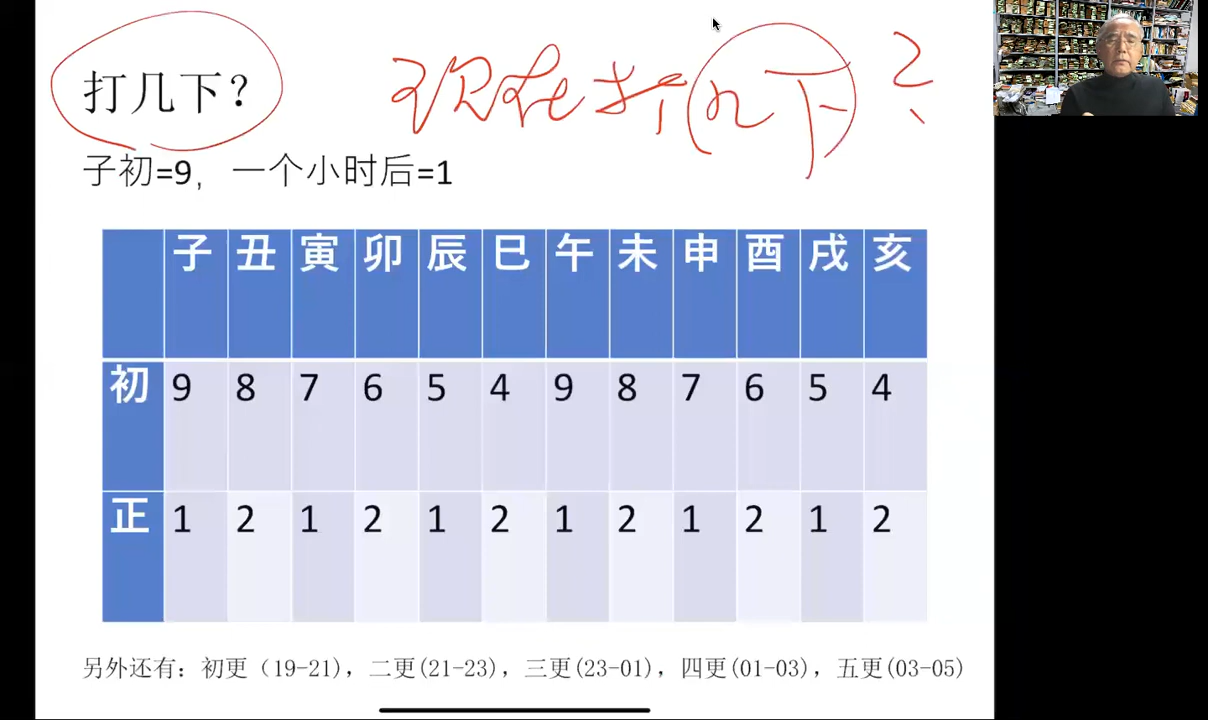 打几下？ 现在打几下？
子初=9，一个小时后=1
子 丑 寅 卯 辰 巳 午 未 申 酉 戌 亥
初 9 8 7 6 5 4 9 8 7 6 5 4
正 1 2 1 2 1 2 1 2 1 2 1 2
另外还有：初更（19-21），二更(21-23)，三更(23-01)，四更(01-03)，五更(03-05)